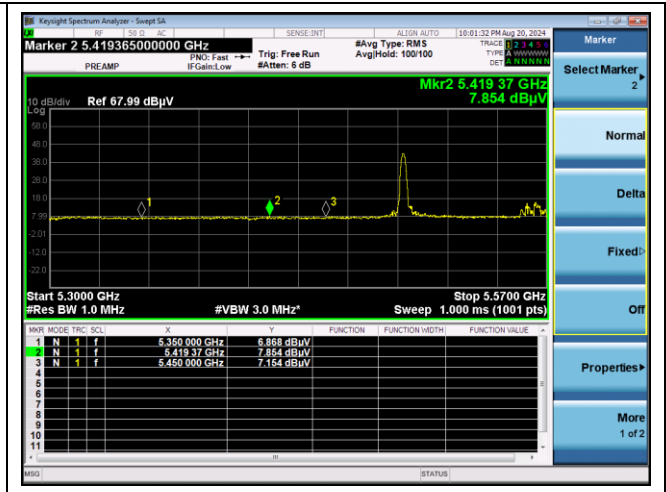 Keysight Spectrum Analyzer - Swept SA
RF 50 Ω AC SENSE:INT ALIGN AUTO 10:01:32 PM Aug 20, 2024
Marker 2 5.419365000000 GHz
PREAMP
PNO: Fast
IFGain:Low
Trig: Free Run
#Atten: 6 dB
#Avg Type: RMS
Avg|Hold: 100/100
TRACE 1 2 3 4 5 6
TYPE A WWWWW
DET A N N N N N
Mkr2 5.419 37 GHz
7.854 dBµV
10 dB/div Ref 67.99 dBµV
Log
58.0
48.0
38.0
28.0
18.0
7.99
-2.01
-12.0
-22.0
1
2
3
Start 5.3000 GHz Stop 5.5700 GHz
#Res BW 1.0 MHz #VBW 3.0 MHz* Sweep 1.000 ms (1001 pts)
MKR MODE TRC SCL X Y FUNCTION FUNCTION WIDTH FUNCTION VALUE
1 N 1 f 5.350 000 GHz 6.868 dBµV
2 N 1 f 5.419 37 GHz 7.854 dBµV
3 N 1 f 5.450 000 GHz 7.154 dBµV
4
5
6
7
8
9
10
11
MSG STATUS
Marker
Select Marker
2
Normal
Delta
Fixed
Off
Properties
More
1 of 2